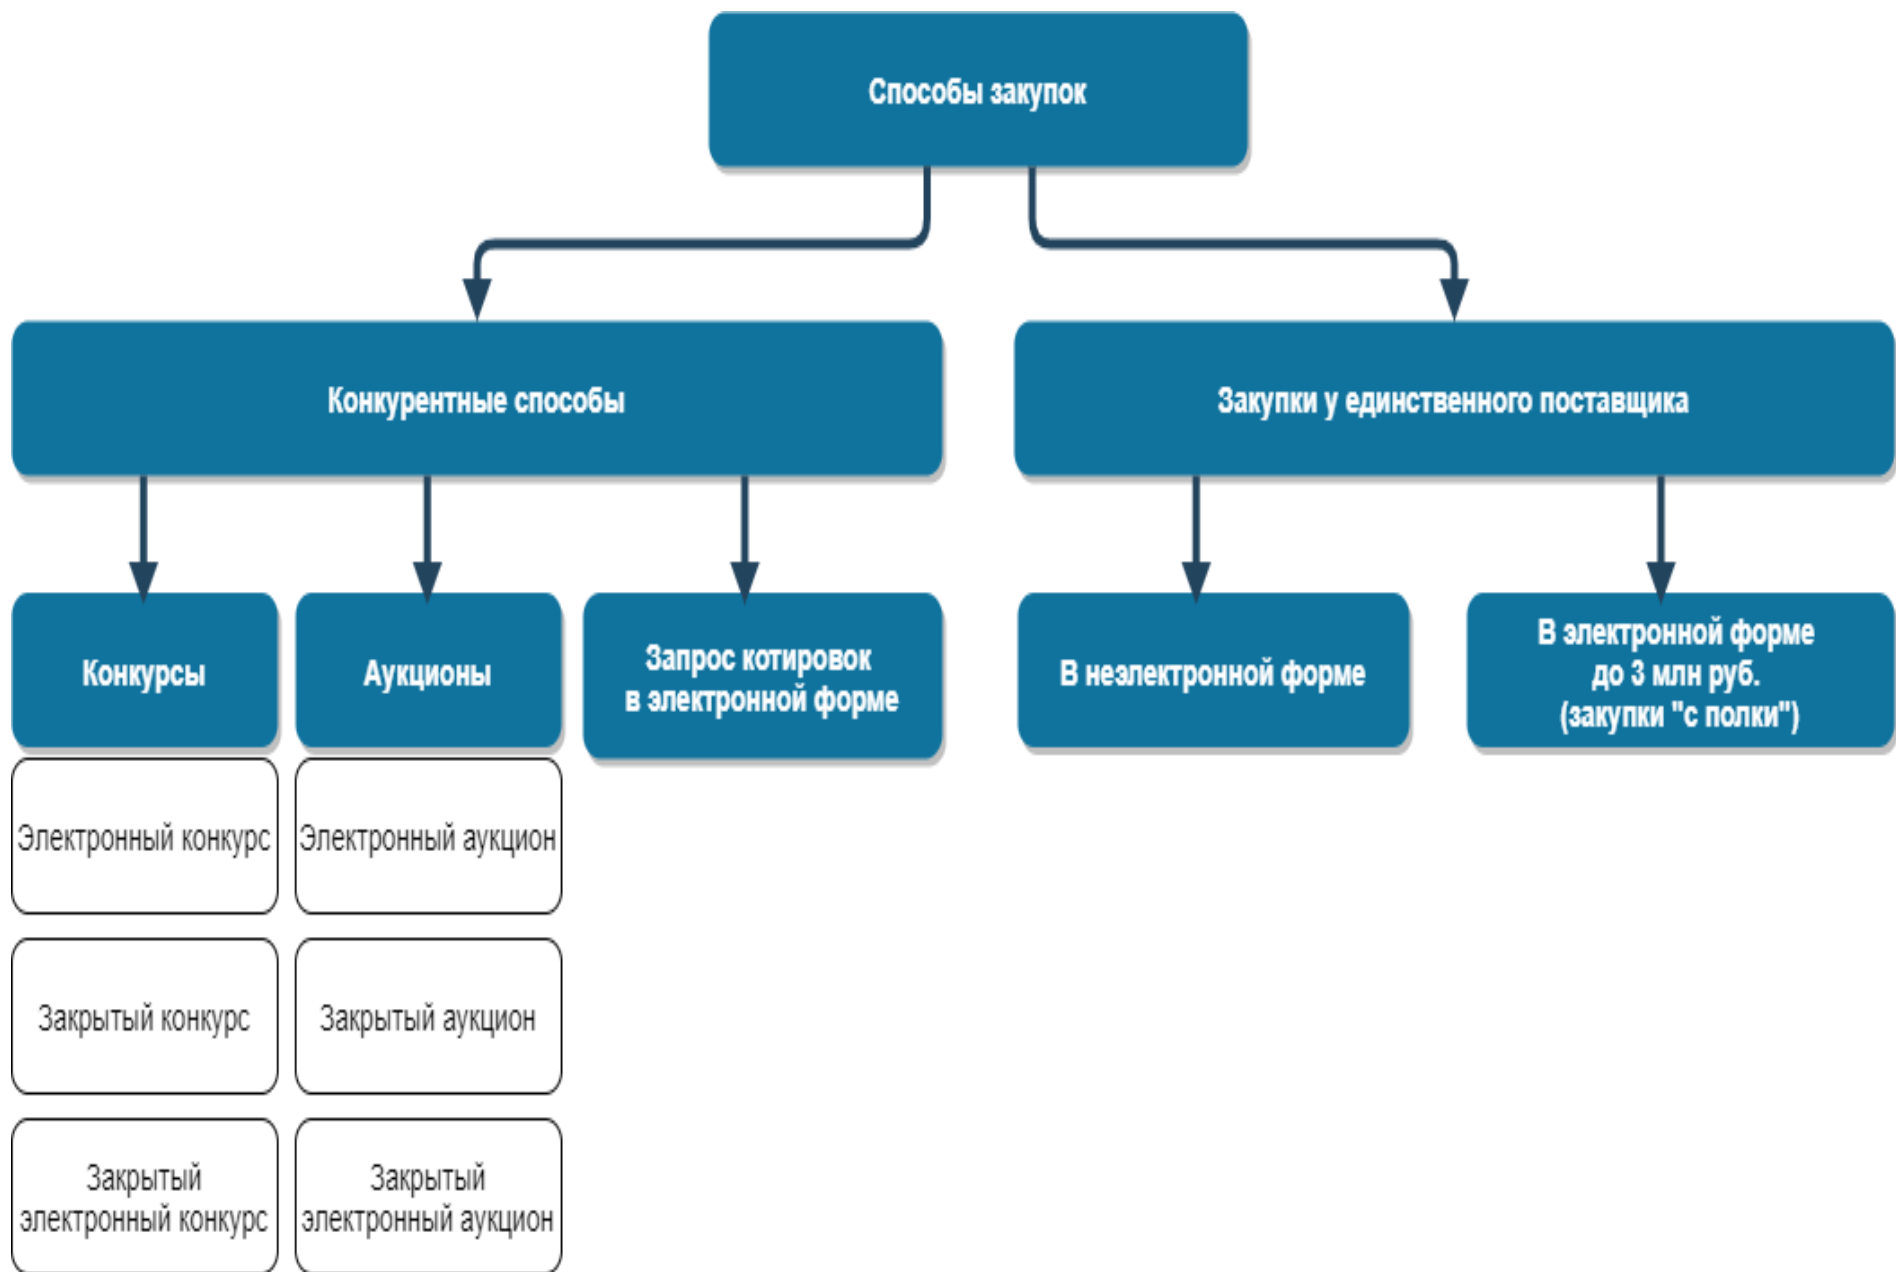 Способы закупок
Конкурентные способы
Закупки у единственного поставщика
Конкурсы
Аукционы
Запрос котировок
в электронной форме
В неэлектронной форме
В электронной форме
до 3 млн руб.
(закупки "с полки")
Электронный конкурс
Электронный аукцион
Закрытый конкурс
Закрытый аукцион
Закрытый
электронный конкурс
Закрытый
электронный аукцион